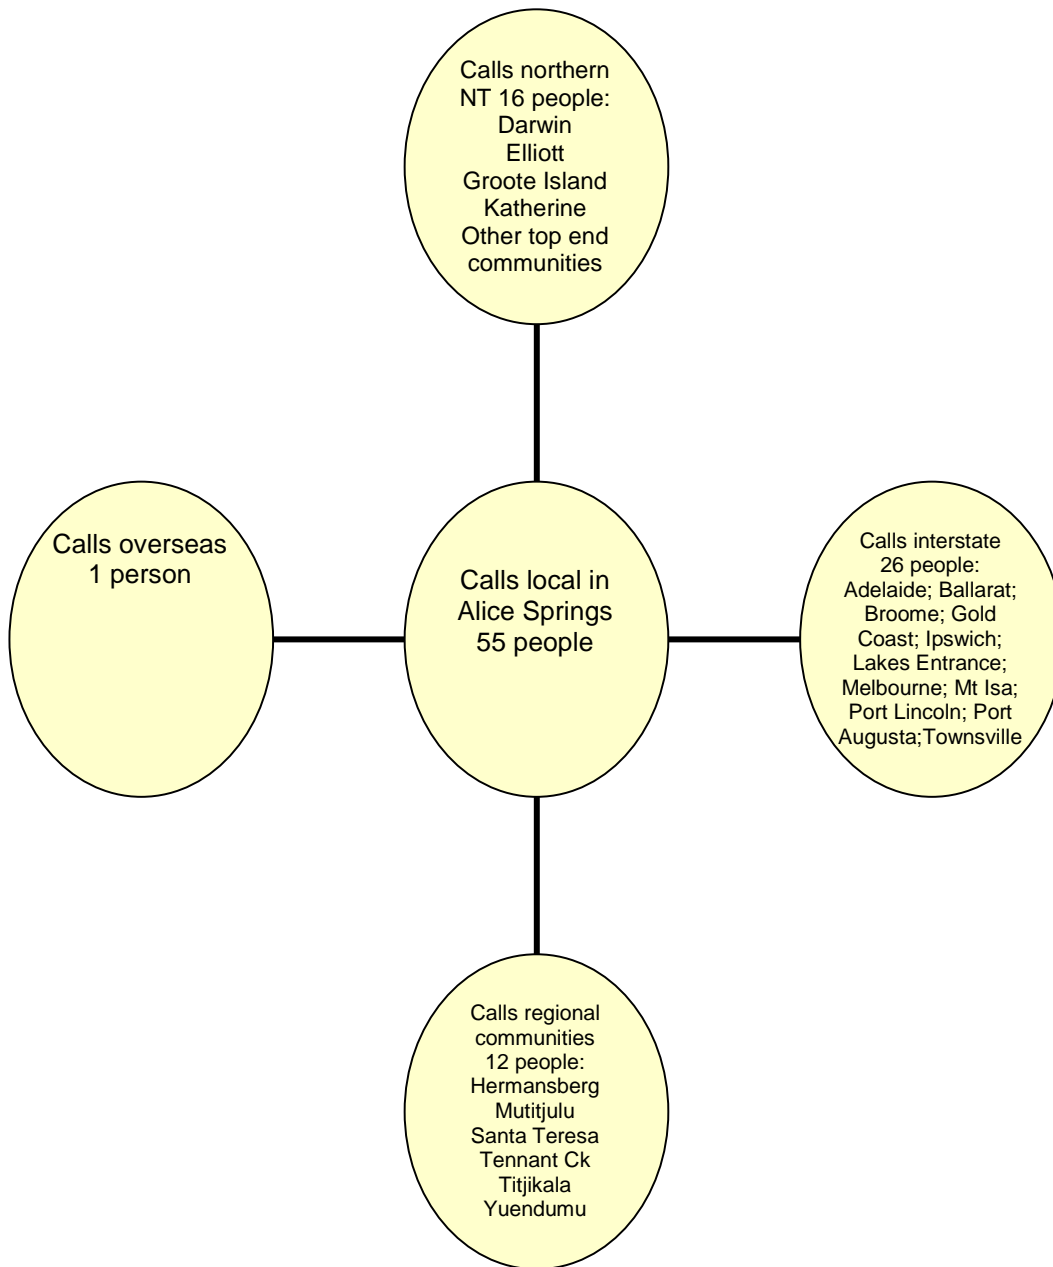 Calls northern
NT 16 people:
Darwin
Elliott
Groote Island
Katherine
Other top end
communities
Calls overseas
1 person
Calls local in
Alice Springs
55 people
Calls interstate
26 people:
Adelaide; Ballarat;
Broome; Gold
Coast; Ipswich;
Lakes Entrance;
Melbourne; Mt Isa;
Port Lincoln; Port
Augusta;Townsville
Calls regional
communities
12 people:
Hermansberg
Mutitjulu
Santa Teresa
Tennant Ck
Titjikala
Yuendumu